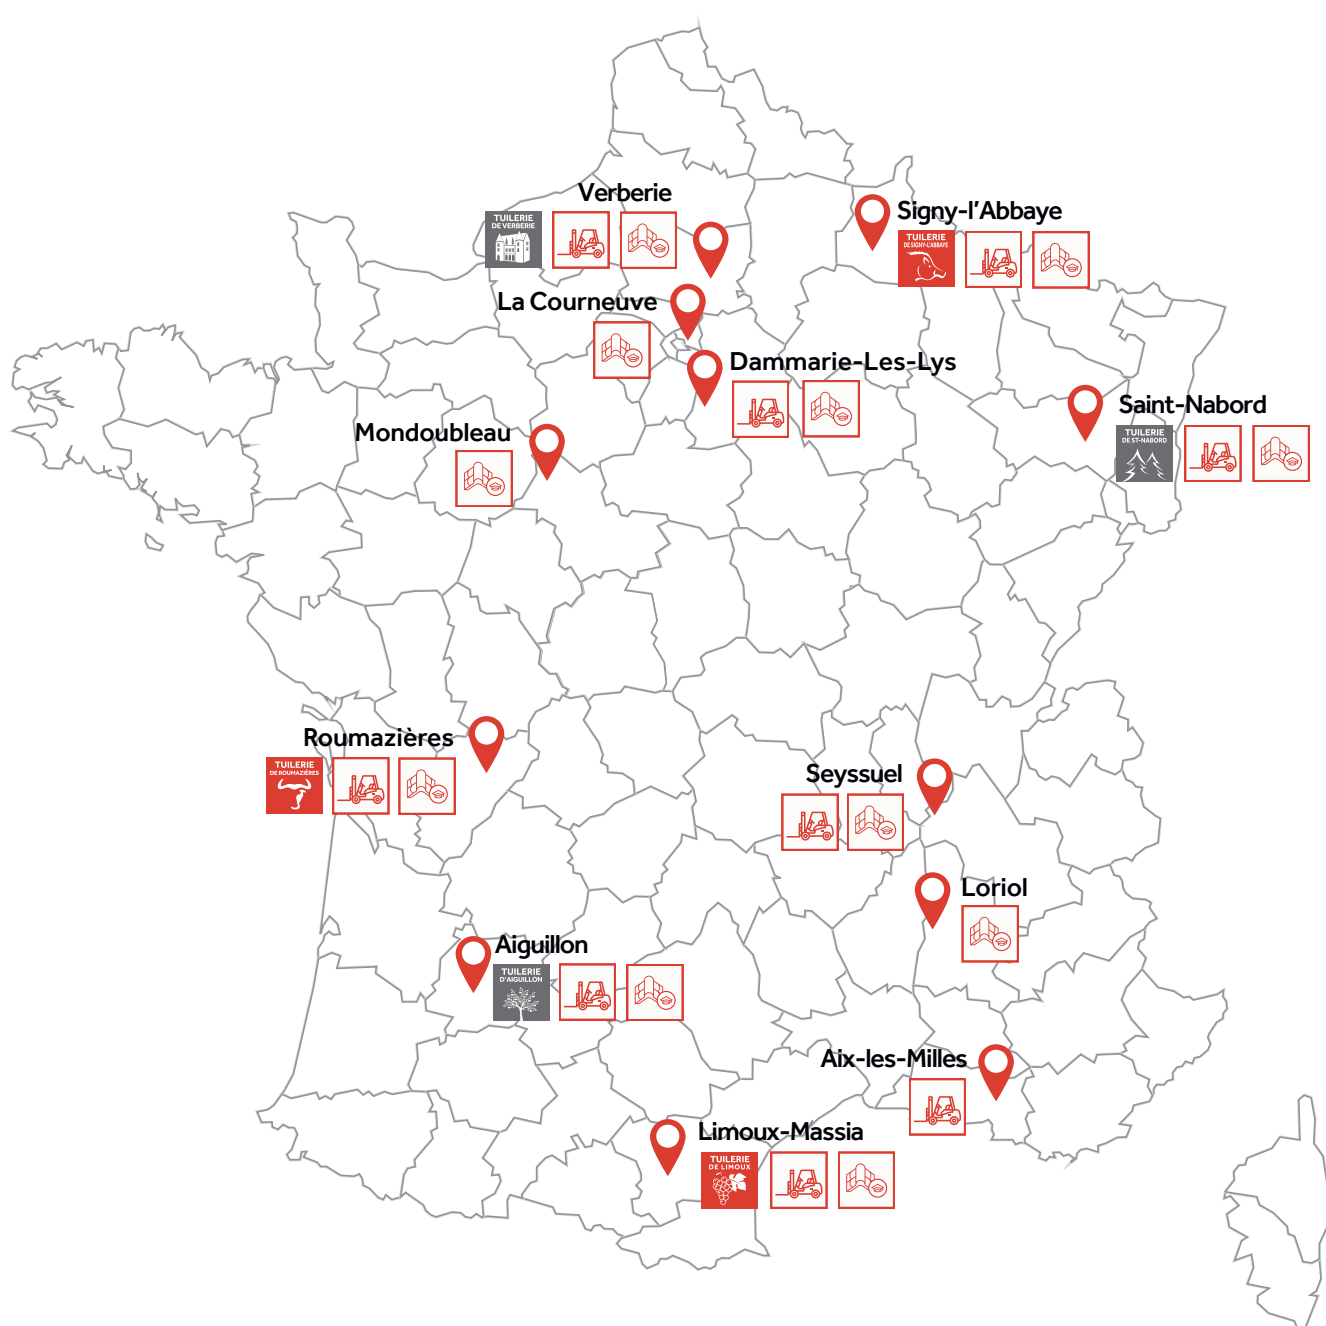 Verberie
TUILERIE
DE VERBERIE
Signy-l'Abbaye
TUILERIE
DE SIGNY-L'ABBAYE
La Courneuve
Dammarie-Les-Lys
Saint-Nabord
TUILERIE
DE ST-NABORD
Mondoubleau
Roumazières
TUILERIE
DE ROUMAZIÈRES
Seyssuel
Loriol
Aiguillon
TUILERIE
D'AIGUILLON
Aix-les-Milles
Limoux-Massia
TUILERIE
DE LIMOUX